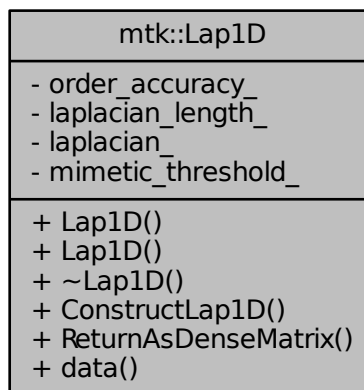 mtk::Lap1D
- order_accuracy_
- laplacian_length_
- laplacian_
- mimetic_threshold_
+ Lap1D()
+ Lap1D()
+ ~Lap1D()
+ ConstructLap1D()
+ ReturnAsDenseMatrix()
+ data()